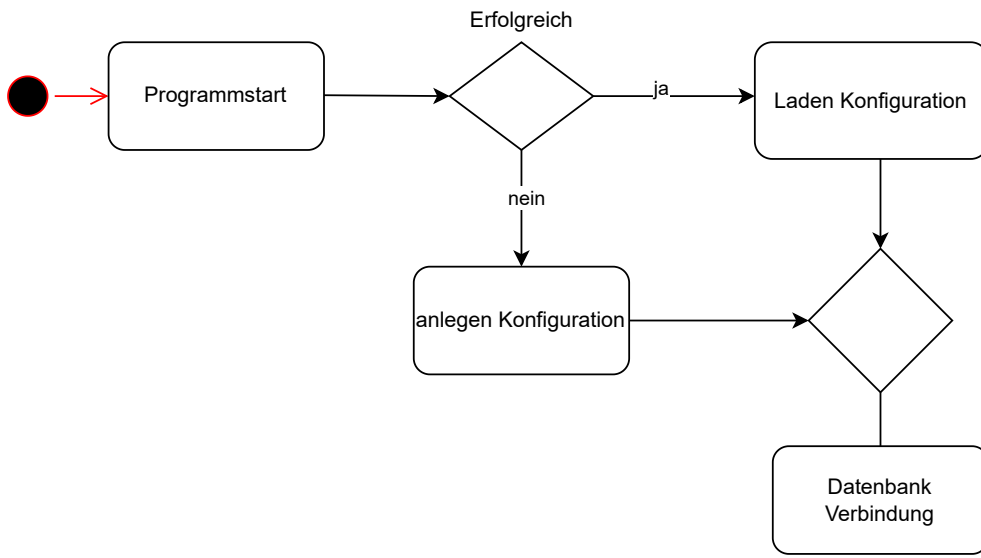 Erfolgreich
Programmstart
ja
Laden Konfiguration
nein
anlegen Konfiguration
Datenbank
Verbindung